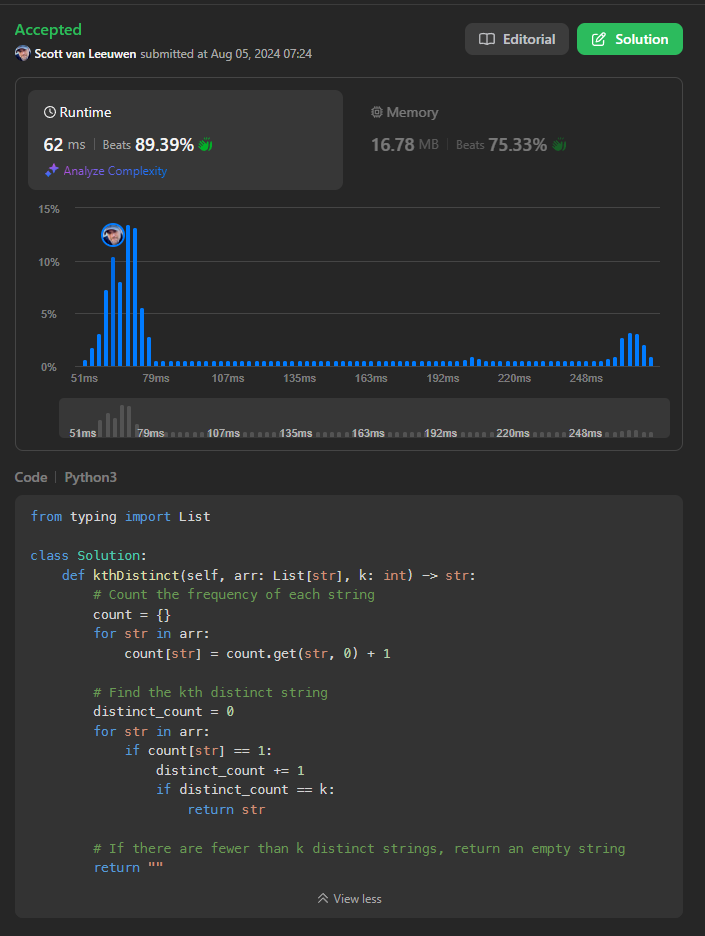 Accepted
Editorial
Solution
Scott van Leeuwen submitted at Aug 05, 2024 07:24
Runtime
62 ms | Beats 89.39%
Analyze Complexity
Memory
16.78 MB | Beats 75.33%
15%
10%
5%
0%
51ms 79ms 107ms 135ms 163ms 192ms 220ms 248ms
51ms 79ms 107ms 135ms 163ms 192ms 220ms 248ms
Code | Python3
from typing import List
class Solution:
    def kthDistinct(self, arr: List[str], k: int) -> str:
        # Count the frequency of each string
        count = {}
        for str in arr:
            count[str] = count.get(str, 0) + 1
        # Find the kth distinct string
        distinct_count = 0
        for str in arr:
            if count[str] == 1:
                distinct_count += 1
                if distinct_count == k:
                    return str
        # If there are fewer than k distinct strings, return an empty string
        return ""
View less